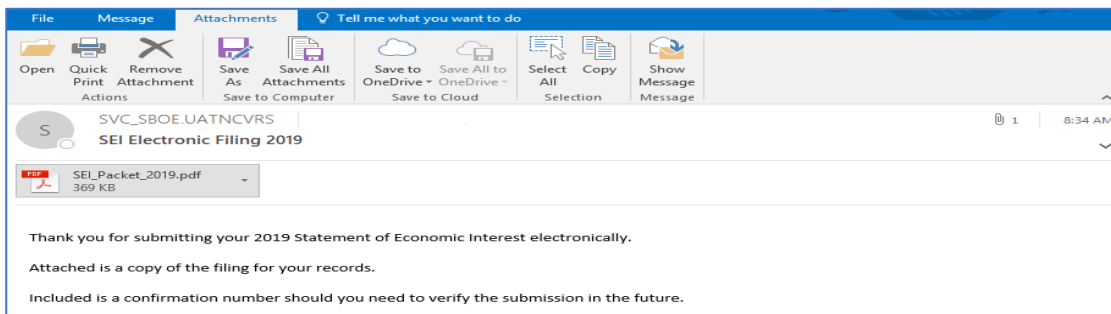 File Message Attachments Tell me what you want to do
Open Quick Print Remove Attachment Save As Save All Attachments Save to OneDrive Save All to OneDrive Select All Copy Show Message
Actions Save to Computer Save to Cloud Selection Message
S SVC_SBOE.UATNCVRS 1 8:34 AM
SEI Electronic Filing 2019
PDF SEI_Packet_2019.pdf
369 KB
Thank you for submitting your 2019 Statement of Economic Interest electronically.
Attached is a copy of the filing for your records.
Included is a confirmation number should you need to verify the submission in the future.